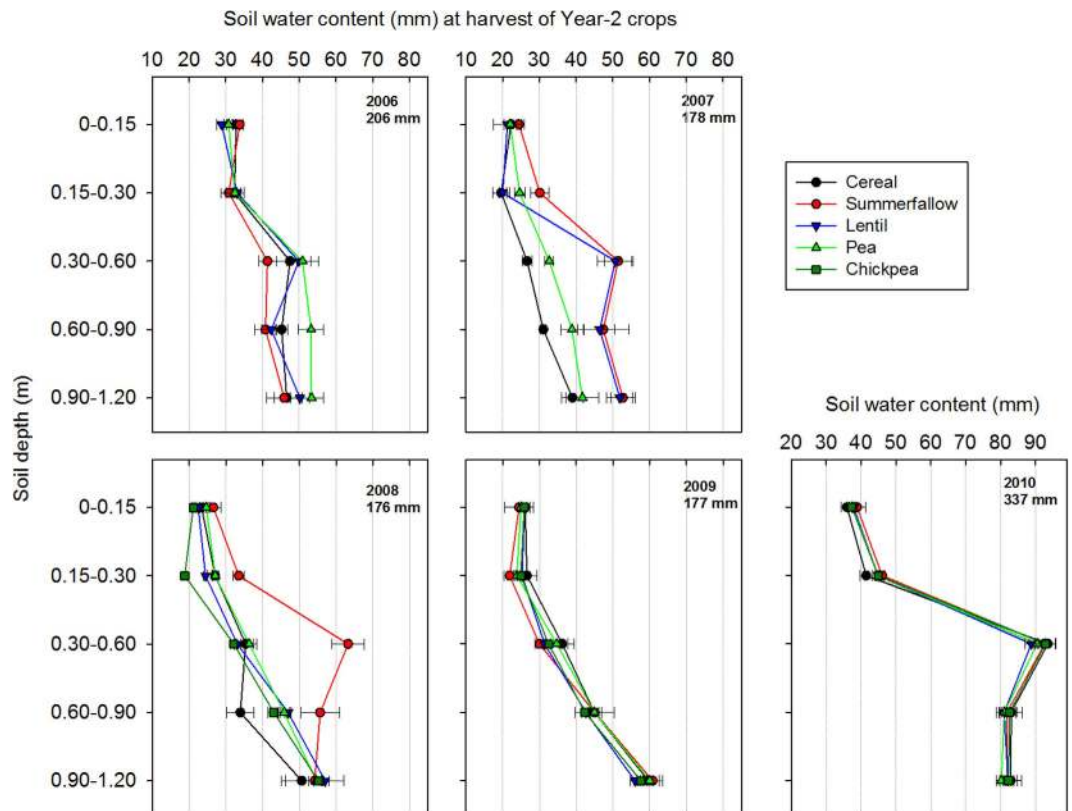 Soil water content (mm) at harvest of Year-2 crops
10 20 30 40 50 60 70 80
10 20 30 40 50 60 70 80
2006
206 mm
2007
178 mm
0-0.15
0.15-0.30
0.30-0.60
0.60-0.90
0.90-1.20
Cereal
Summerfallow
Lentil
Pea
Chickpea
Soil depth (m)
Soil water content (mm)
20 30 40 50 60 70 80 90
2008
176 mm
2009
177 mm
2010
337 mm
0-0.15
0.15-0.30
0.30-0.60
0.60-0.90
0.90-1.20